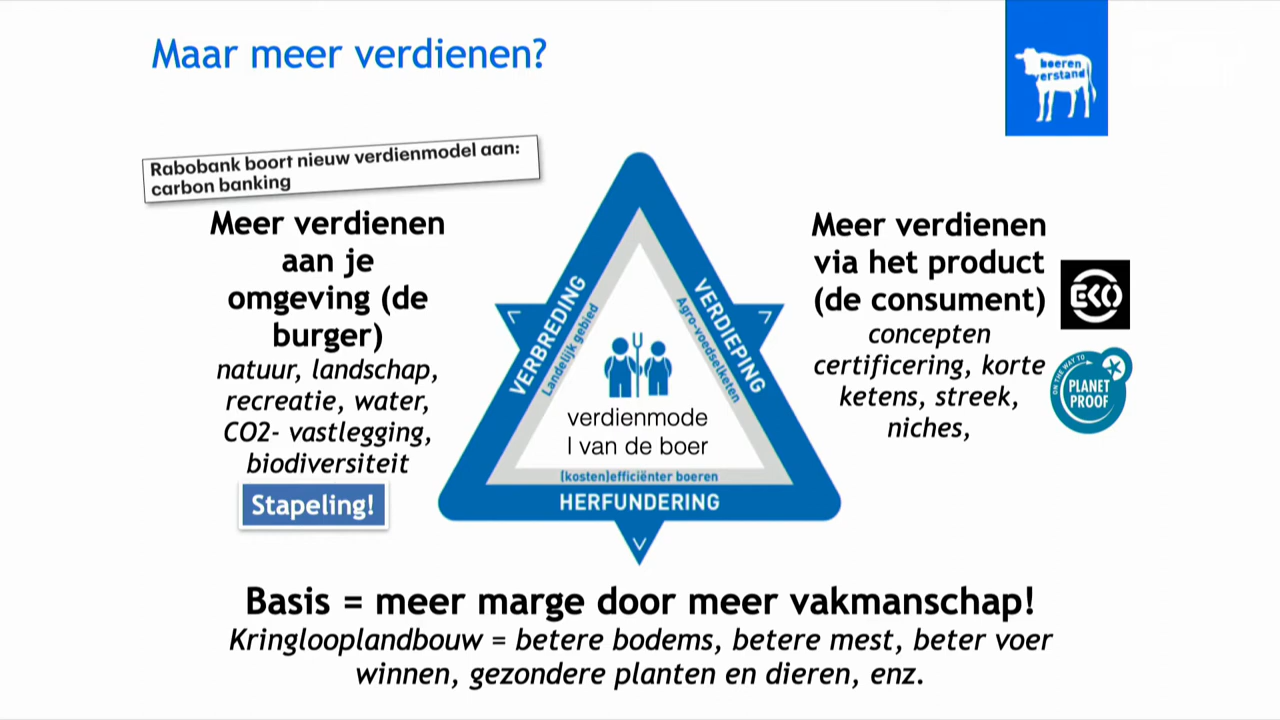 Maar meer verdienen?
boeren
verstand
Rabobank boort nieuw verdienmodel aan:
carbon banking
Meer verdienen
aan je
omgeving (de
burger)
natuur, landschap,
recreatie, water,
CO2- vastlegging,
biodiversiteit
Stapeling!
VERBREDING
Landelijk gebied
VERDIEPING
Agro-voedselketen
verdienmode
l van de boer
(kosten)efficiënter boeren
HERFUNDERING
Meer verdienen
via het product
(de consument)
concepten
certificering, korte
ketens, streek,
niches,
EKO
ON THE WAY TO
PLANET
PROOF
Basis = meer marge door meer vakmanschap!
Kringlooplandbouw = betere bodems, betere mest, beter voer
winnen, gezondere planten en dieren, enz.